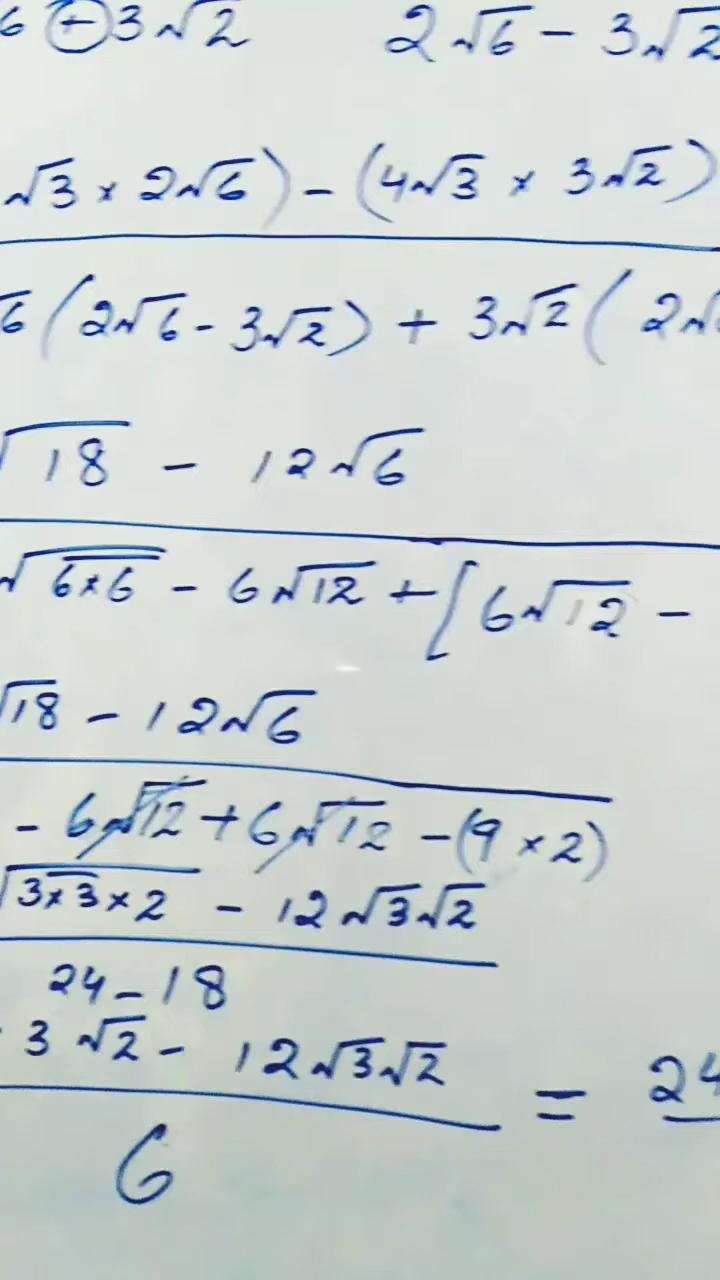 6 + 3√2 2√6 - 3√2
√3 × 2√6) - (4√3 × 3√2)
6(2√6 - 3√2) + 3√2(2√
√18 - 12√6
√6×6 - 6√12 + [6√12 -
√18 - 12√6
- 6√12 + 6√12 - (9 × 2)
√3×3×2 - 12√3√2
24 - 18
3√2 - 12√3√2 = 24
6